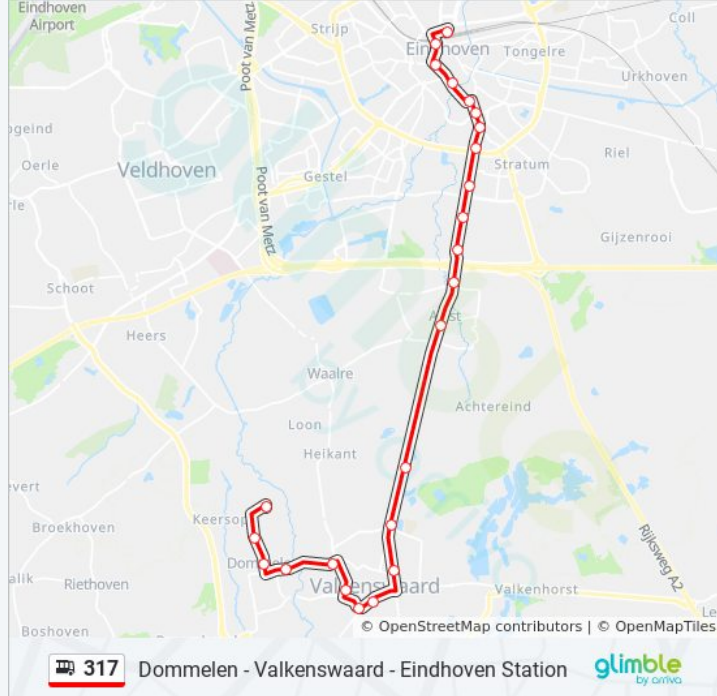 Eindhoven
Airport
Strijp
Coll
Eindhoven
Tongelre
Poot van Metz
Urkhoven
Oerle
Veldhoven
Gestel
Stratum
Riel
Poot van Metz
Gijzenrooi
Schoot
Heers
Waalre
Achtereind
Loon
Heikant
Broekhoven
Rijksweg A2
Riethoven
Valkenswaard
Valkenhorst
Boshoven
© OpenStreetMap contributors | © OpenMapTiles
317 Dommelen - Valkenswaard - Eindhoven Station
glimble
by arriva